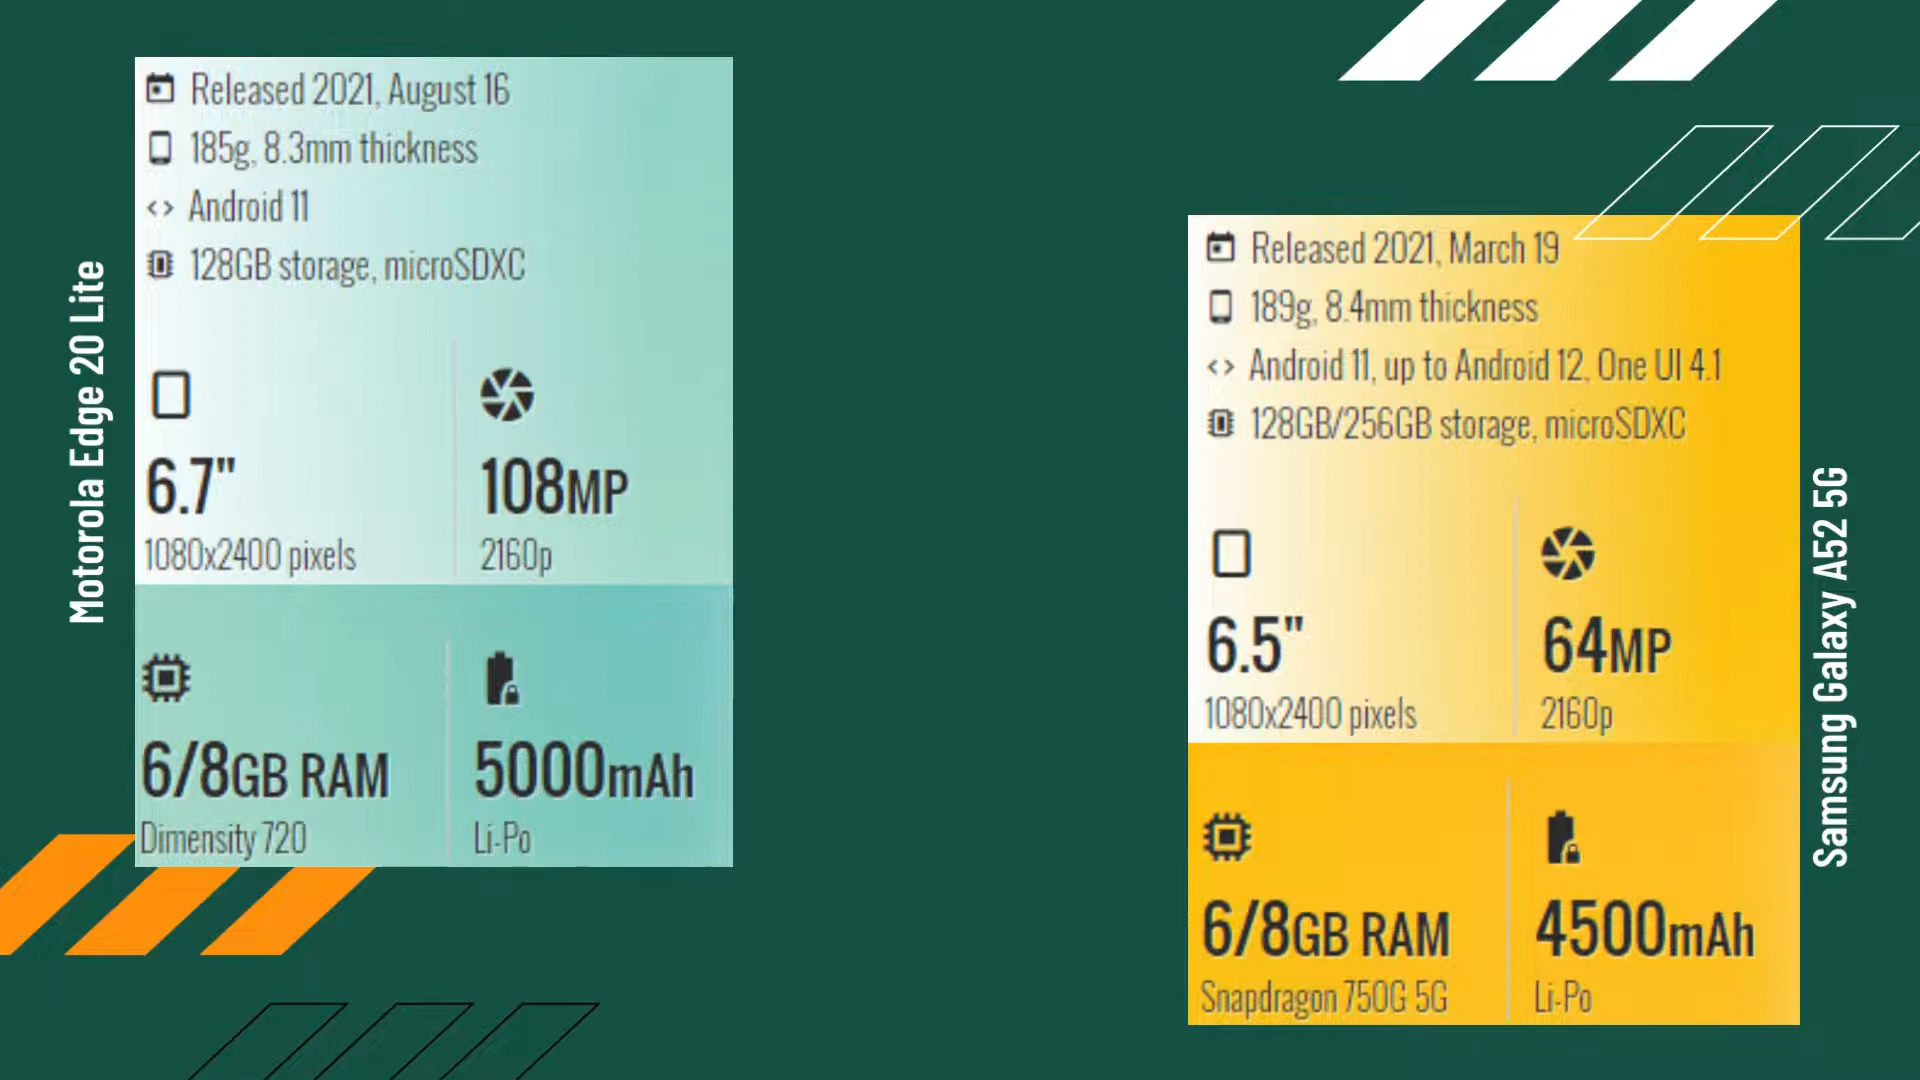 Motorola Edge 20 Lite
Released 2021, August 16
185g, 8.3mm thickness
Android 11
128GB storage, microSDXC
6.7"
1080x2400 pixels
108MP
2160p
6/8GB RAM
Dimensity 720
5000mAh
Li-Po
Released 2021, March 19
189g, 8.4mm thickness
Android 11, up to Android 12, One UI 4.1
128GB/256GB storage, microSDXC
6.5"
1080x2400 pixels
64MP
2160p
6/8GB RAM
Snapdragon 750G 5G
4500mAh
Li-Po
Samsung Galaxy A52 5G